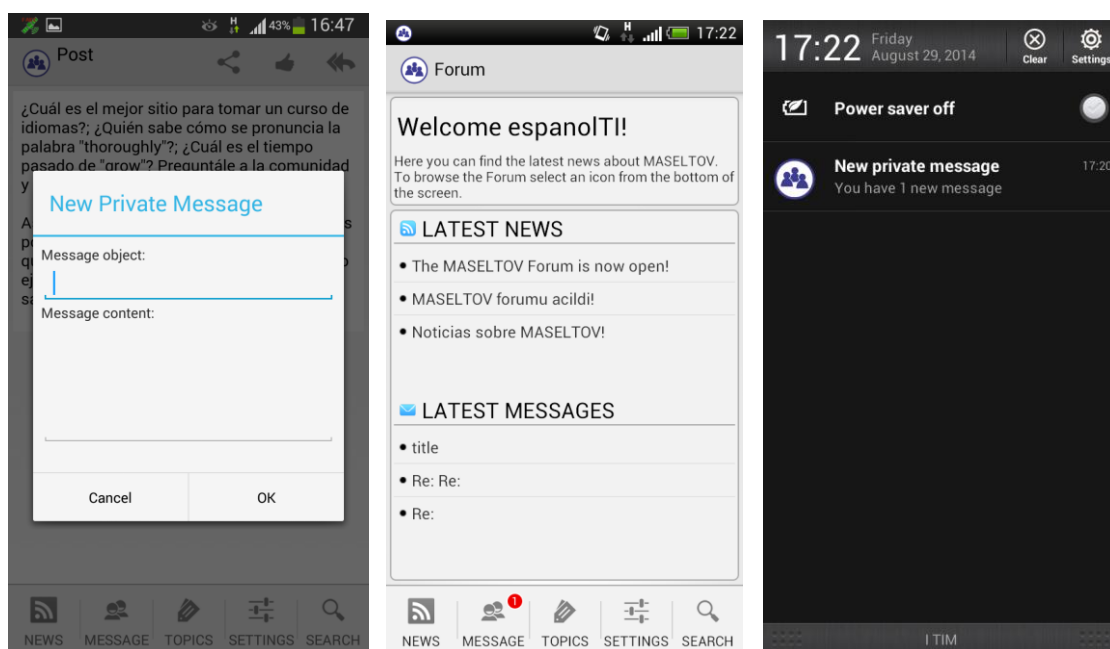 43% 16:47
Post
¿Cuál es el mejor sitio para tomar un curso de
idiomas?; ¿Quién sabe cómo se pronuncia la
palabra "thoroughly"?; ¿Cuál es el tiempo
pasado de "grow"? Preguntále a la comunidad
y
New Private Message
Message object:
Message content:
Cancel
OK
NEWS
MESSAGE
TOPICS
SETTINGS
SEARCH
H
17:22
Forum
Welcome espanolTI!
Here you can find the latest news about MASELTOV.
To browse the Forum select an icon from the bottom of
the screen.
LATEST NEWS
• The MASELTOV Forum is now open!
• MASELTOV forumu acildi!
• Noticias sobre MASELTOV!
LATEST MESSAGES
• title
• Re: Re:
• Re:
1
NEWS
MESSAGE
TOPICS
SETTINGS
SEARCH
17:22
Friday
August 29, 2014
Clear
Settings
Power saver off
New private message
17:20
You have 1 new message
I TIM